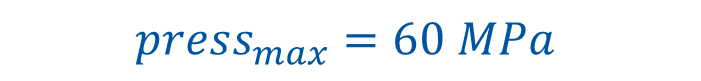 press_max = 60 MPa